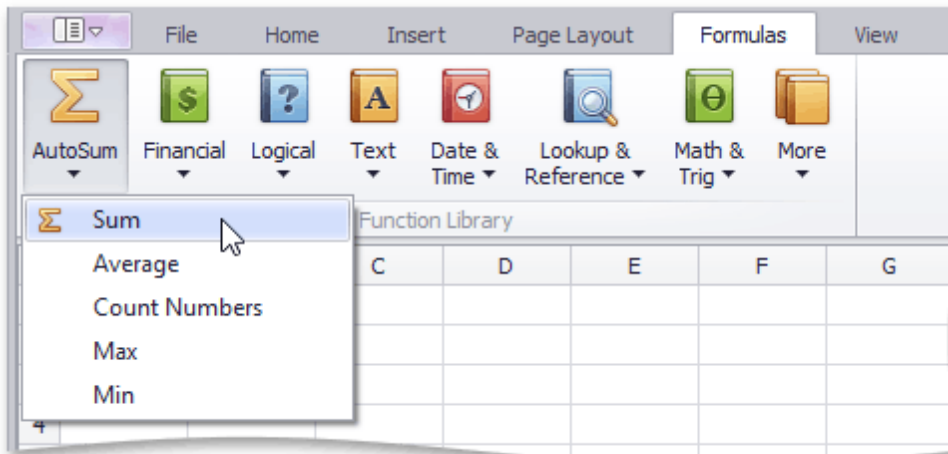 File Home Insert Page Layout Formulas View
AutoSum Financial Logical Text Date & Time Lookup & Reference Math & Trig More
Sum
Function Library
Average
C D E F G
Count Numbers
Max
Min
4